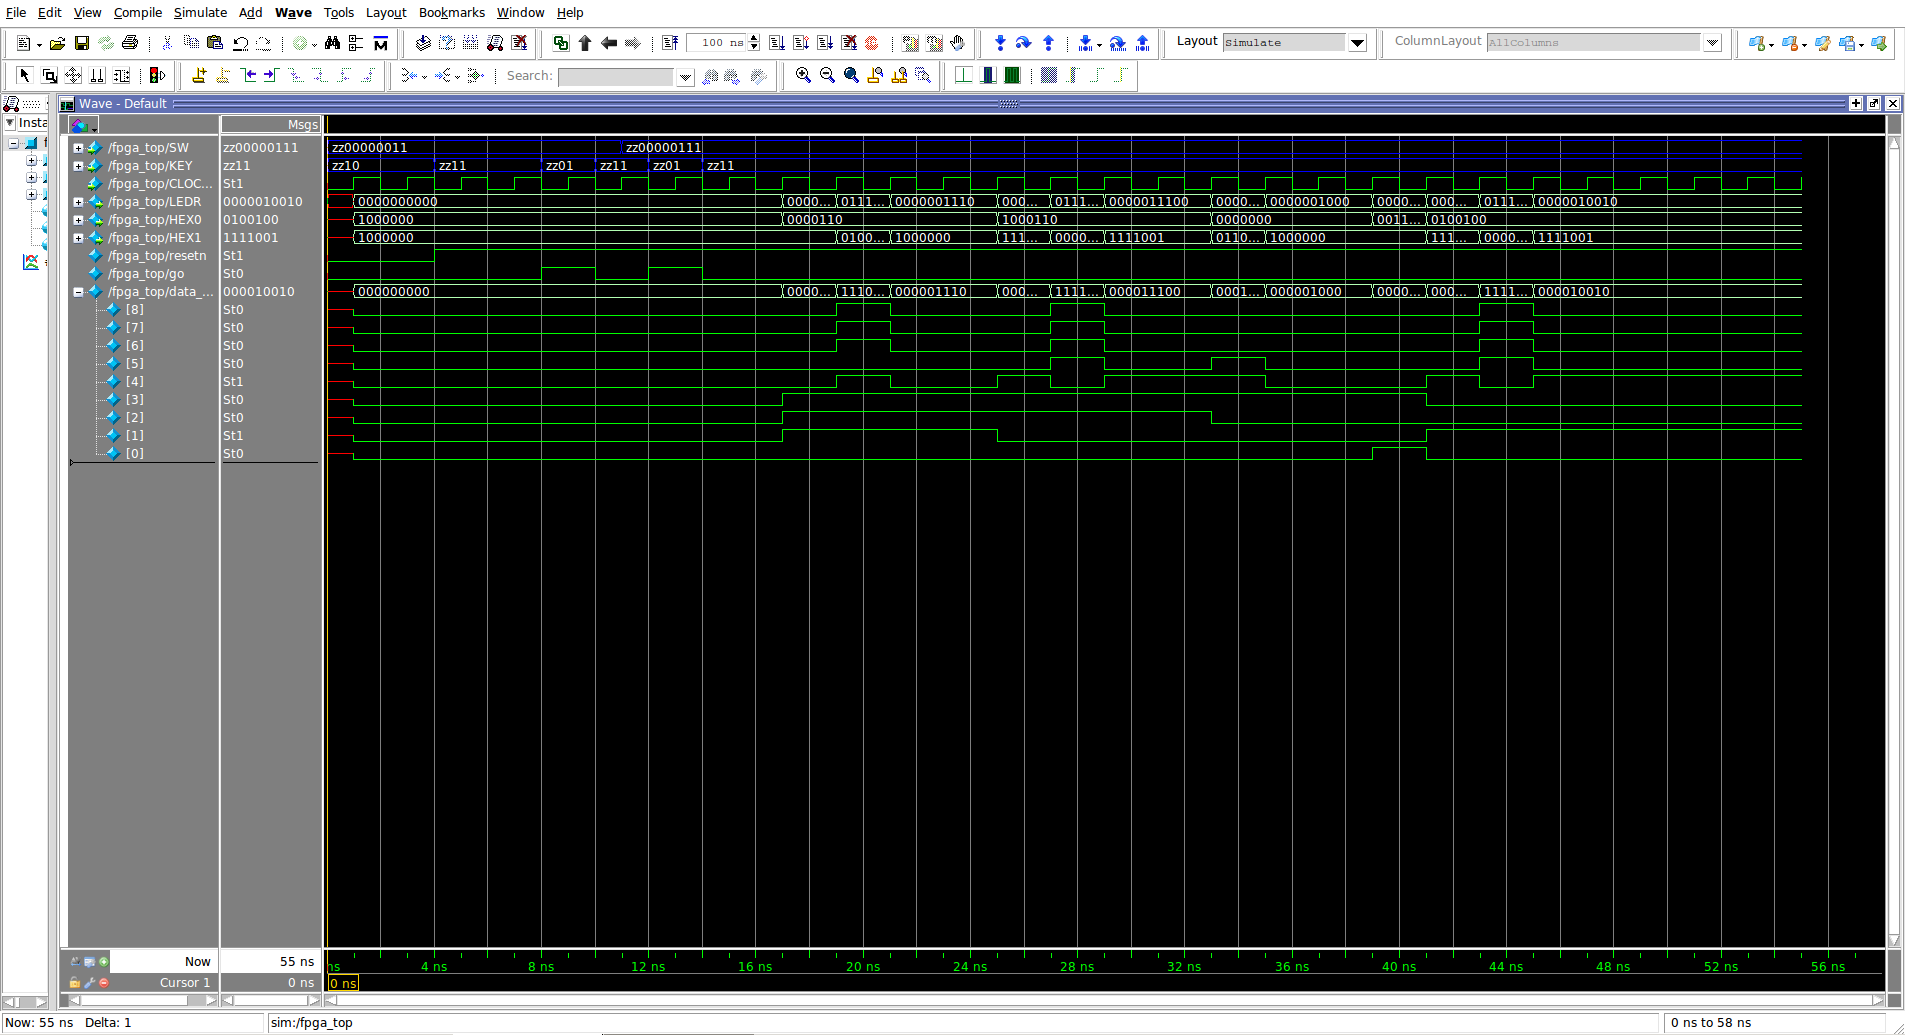 File Edit View Compile Simulate Add Wave Tools Layout Bookmarks Window Help
100 ns Layout Simulate ColumnLayout AllColumns
Search:
Wave - Default
Insta Msgs
/fpga_top/SW zz00000111 zz00000011 zz00000111
/fpga_top/KEY zz11 zz10 zz11 zz01 zz11 zz01 zz11
/fpga_top/CLOC... St1
/fpga_top/LEDR 0000010010 0000000000 0000... 0111... 0000001110 000... 0111... 0000011100 0000... 0000001000 0000... 000... 0111... 0000010010
/fpga_top/HEX0 0100100 1000000 0000110 1000110 0000000 0011... 0100100
/fpga_top/HEX1 1111001 1000000 0100... 1000000 111... 0000... 1111001 0110... 1000000 111... 0000... 1111001
/fpga_top/resetn St1
/fpga_top/go St0
/fpga_top/data_... 000010010 000000000 0000... 1110... 000001110 000... 1111... 000011100 0001... 000001000 0000... 000... 1111... 000010010
[8] St0
[7] St0
[6] St0
[5] St0
[4] St1
[3] St0
[2] St0
[1] St1
[0] St0
Now 55 ns ns 4 ns 8 ns 12 ns 16 ns 20 ns 24 ns 28 ns 32 ns 36 ns 40 ns 44 ns 48 ns 52 ns 56 ns
Cursor 1 0 ns 0 ns
Now: 55 ns Delta: 1 sim:/fpga_top 0 ns to 58 ns